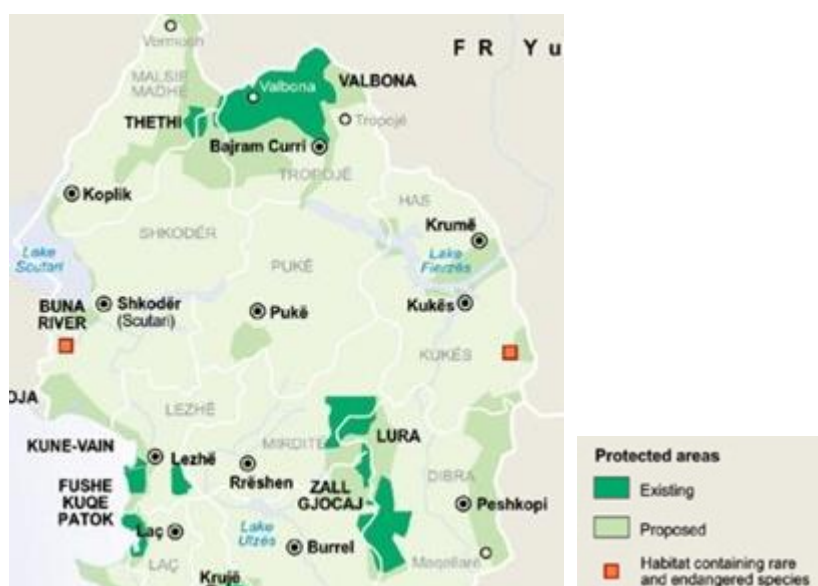 Vermosh
FR Yu
MALSIE
MADHE
Valbona
VALBONA
THETHI
Tropojë
Bajram Curri
TROPOJË
Koplik
HAS
Krumë
SHKODËR
Lake
Scutari
PUKË
Lake
Fierzës
BUNA
RIVER
Shkodër
(Scutari)
Pukë
Kukës
KUKËS
OJA
LEZHË
KUNE-VAIN
Lezhë
MIRDITË
LURA
FUSHE
KUQE
PATOK
Rrëshen
ZALL
GJOCAJ
DIBRA
Peshkopi
Laç
Lake
Ulzës
Burrel
Maqellarë
LAÇ
Krujë
Protected areas
Existing
Proposed
Habitat containing rare
and endangered species